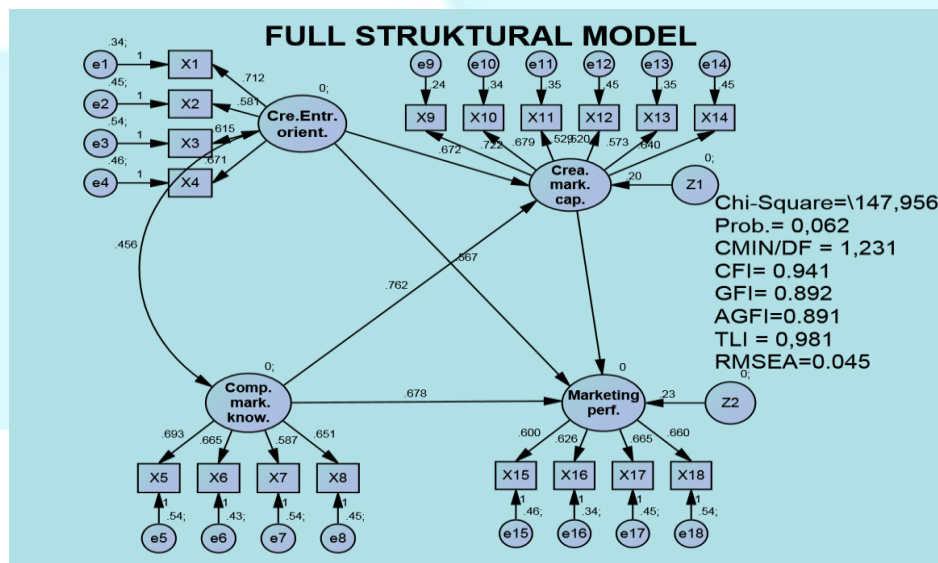 FULL STRUKTURAL MODEL
.34;
e1
1
X1
.712
.45;
e2
1
X2
.581
.54;
e3
1
X3
.615
.46;
e4
1
X4
.671
0;
Cre.Entr.
orient.
e9
e10
e11
e12
e13
e14
.24
.34
.35
.45
.35
.45
X9
X10
X11
X12
X13
X14
.672
.722
.679
.529
.520
.573
.640
Crea.
mark.
cap.
.20
0;
Z1
Chi-Square=\147,956
Prob.= 0,062
CMIN/DF = 1,231
CFI= 0.941
GFI= 0.892
AGFI=0.891
TLI = 0,981
RMSEA=0.045
.456
.762
.567
0;
Comp.
mark.
know.
.678
0
Marketing
perf.
.23
0;
Z2
.693
.665
.587
.651
X5
X6
X7
X8
1
1
1
1
.54;
.43;
.54;
.45;
e5
e6
e7
e8
.600
.626
.665
.660
X15
X16
X17
X18
1
1
1
1
.46;
.34;
.45;
.54;
e15
e16
e17
e18